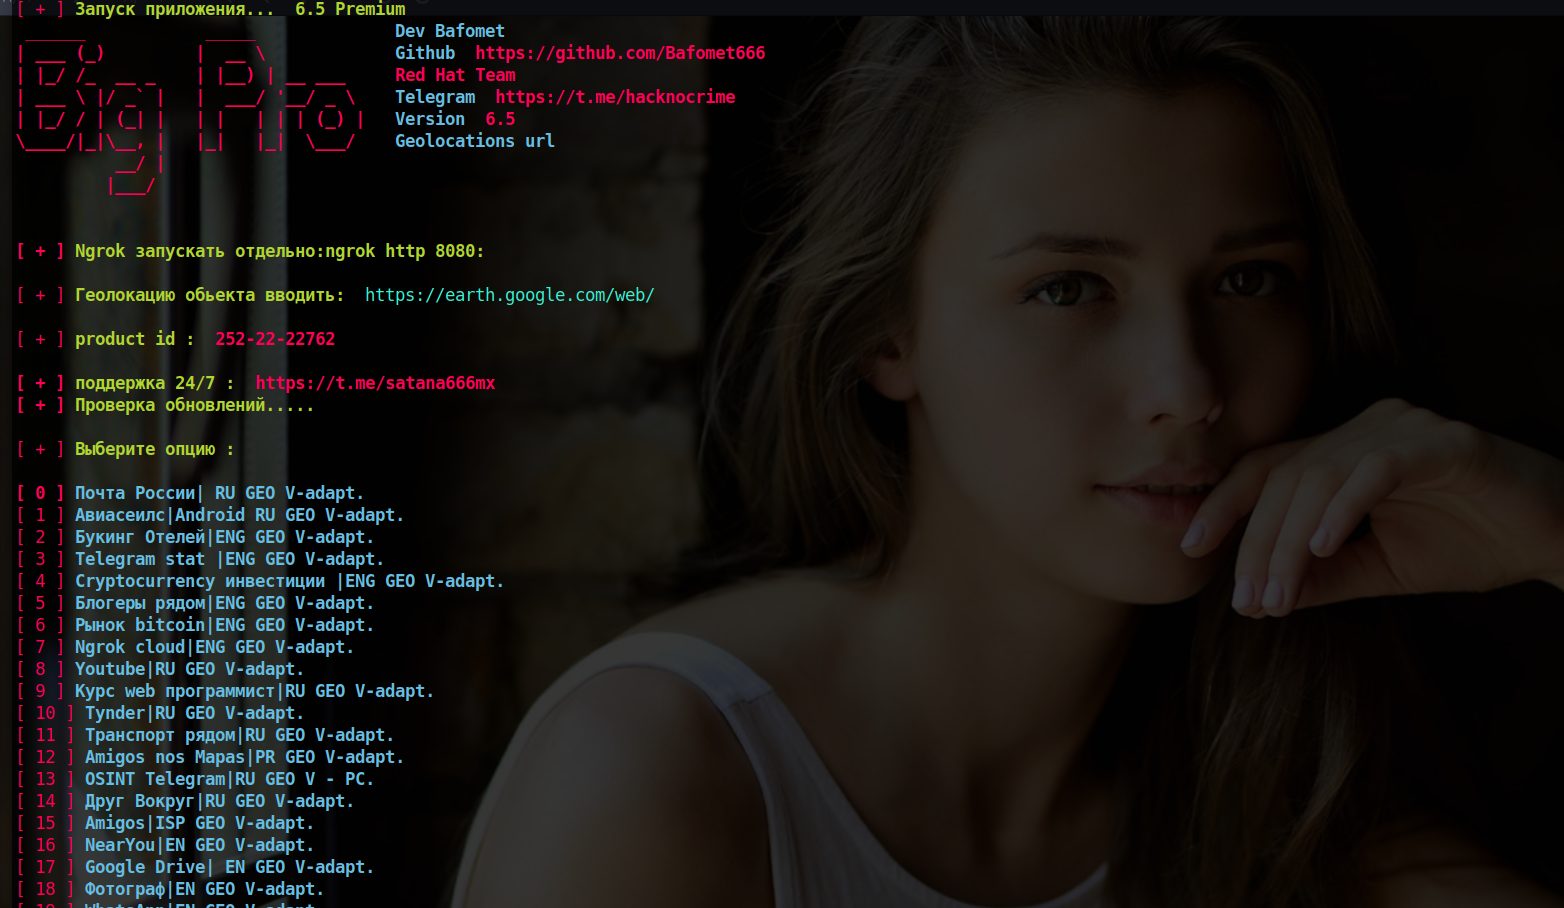 [ + ] Запуск приложения... 6.5 Premium
Dev Bafomet
Github https://github.com/Bafomet666
Red Hat Team
Telegram https://t.me/hacknocrime
Version 6.5
Geolocations url
Big Pro
[ + ] Ngrok запускать отдельно:ngrok http 8080:
[ + ] Геолокацию обьекта вводить: https://earth.google.com/web/
[ + ] product id : 252-22-22762
[ + ] поддержка 24/7 : https://t.me/satana666mx
[ + ] Проверка обновлений.....
[ + ] Выберите опцию :
[ 0 ] Почта России| RU GEO V-adapt.
[ 1 ] Авиасеилс|Android RU GEO V-adapt.
[ 2 ] Букинг Отелей|ENG GEO V-adapt.
[ 3 ] Telegram stat |ENG GEO V-adapt.
[ 4 ] Cryptocurrency инвестиции |ENG GEO V-adapt.
[ 5 ] Блогеры рядом|ENG GEO V-adapt.
[ 6 ] Рынок bitcoin|ENG GEO V-adapt.
[ 7 ] Ngrok cloud|ENG GEO V-adapt.
[ 8 ] Youtube|RU GEO V-adapt.
[ 9 ] Курс web программист|RU GEO V-adapt.
[ 10 ] Tynder|RU GEO V-adapt.
[ 11 ] Транспорт рядом|RU GEO V-adapt.
[ 12 ] Amigos nos Mapas|PR GEO V-adapt.
[ 13 ] OSINT Telegram|RU GEO V - PC.
[ 14 ] Друг Вокруг|RU GEO V-adapt.
[ 15 ] Amigos|ISP GEO V-adapt.
[ 16 ] NearYou|EN GEO V-adapt.
[ 17 ] Google Drive| EN GEO V-adapt.
[ 18 ] Фотограф|EN GEO V-adapt.
[ 19 ] WhatsApp|EN GEO V-adapt.